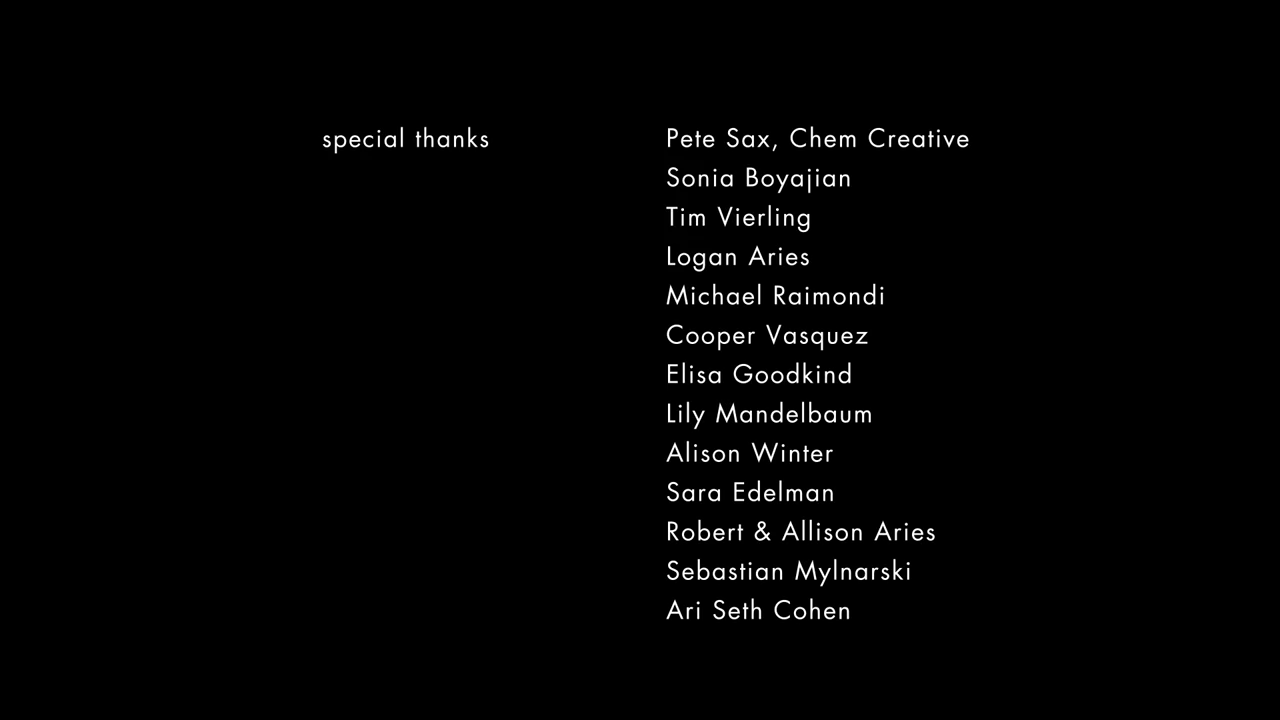 special thanks
Pete Sax, Chem Creative
Sonia Boyajian
Tim Vierling
Logan Aries
Michael Raimondi
Cooper Vasquez
Elisa Goodkind
Lily Mandelbaum
Alison Winter
Sara Edelman
Robert & Allison Aries
Sebastian Mylnarski
Ari Seth Cohen